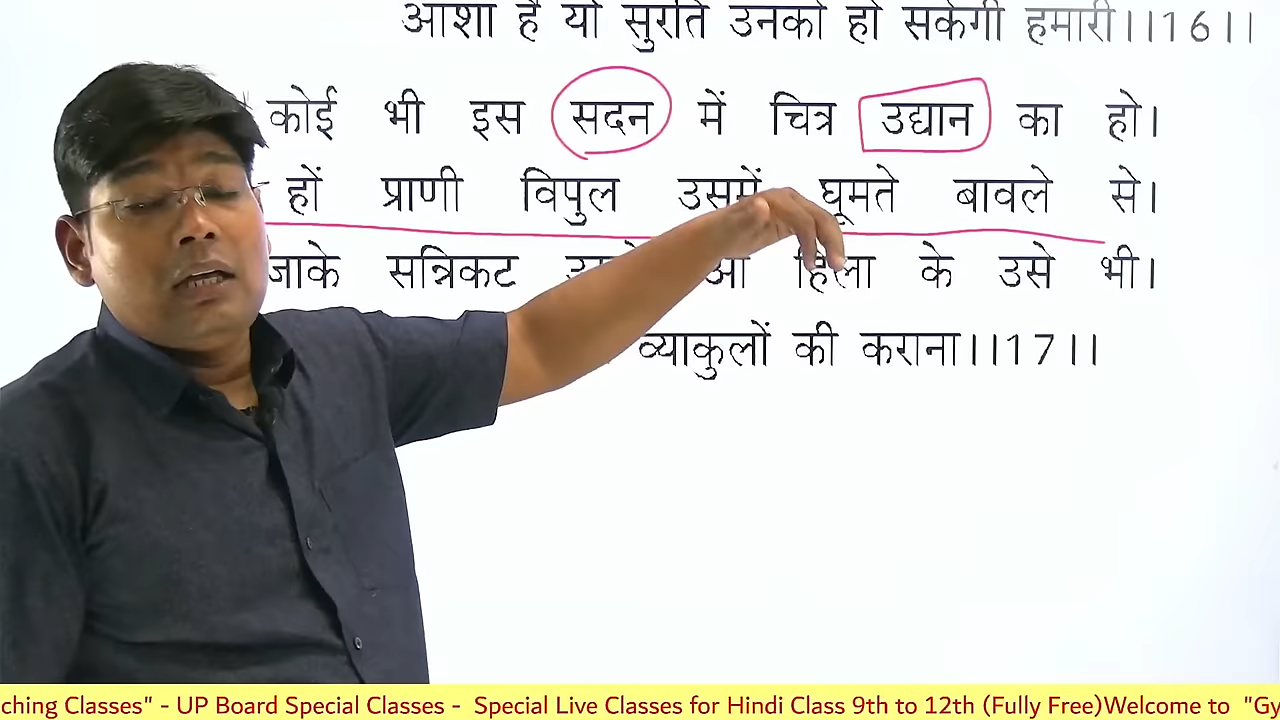 आशा है यों सुरति उनको हो सकेगी हमारी।।16।।
कोई भी इस सदन में चित्र उद्यान का हो।
हों प्राणी विपुल उसमें घूमते बावले से।
जाके सन्निकट उसके औ हिला के उसे भी।
व्याकुलों की कराना।।17।।
ching Classes" - UP Board Special Classes - Special Live Classes for Hindi Class 9th to 12th (Fully Free)Welcome to "Gy